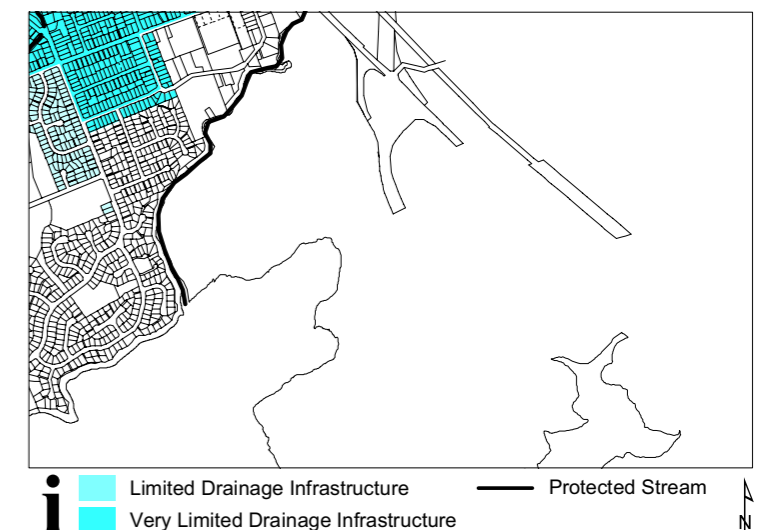 i
Limited Drainage Infrastructure
Very Limited Drainage Infrastructure
Protected Stream
N